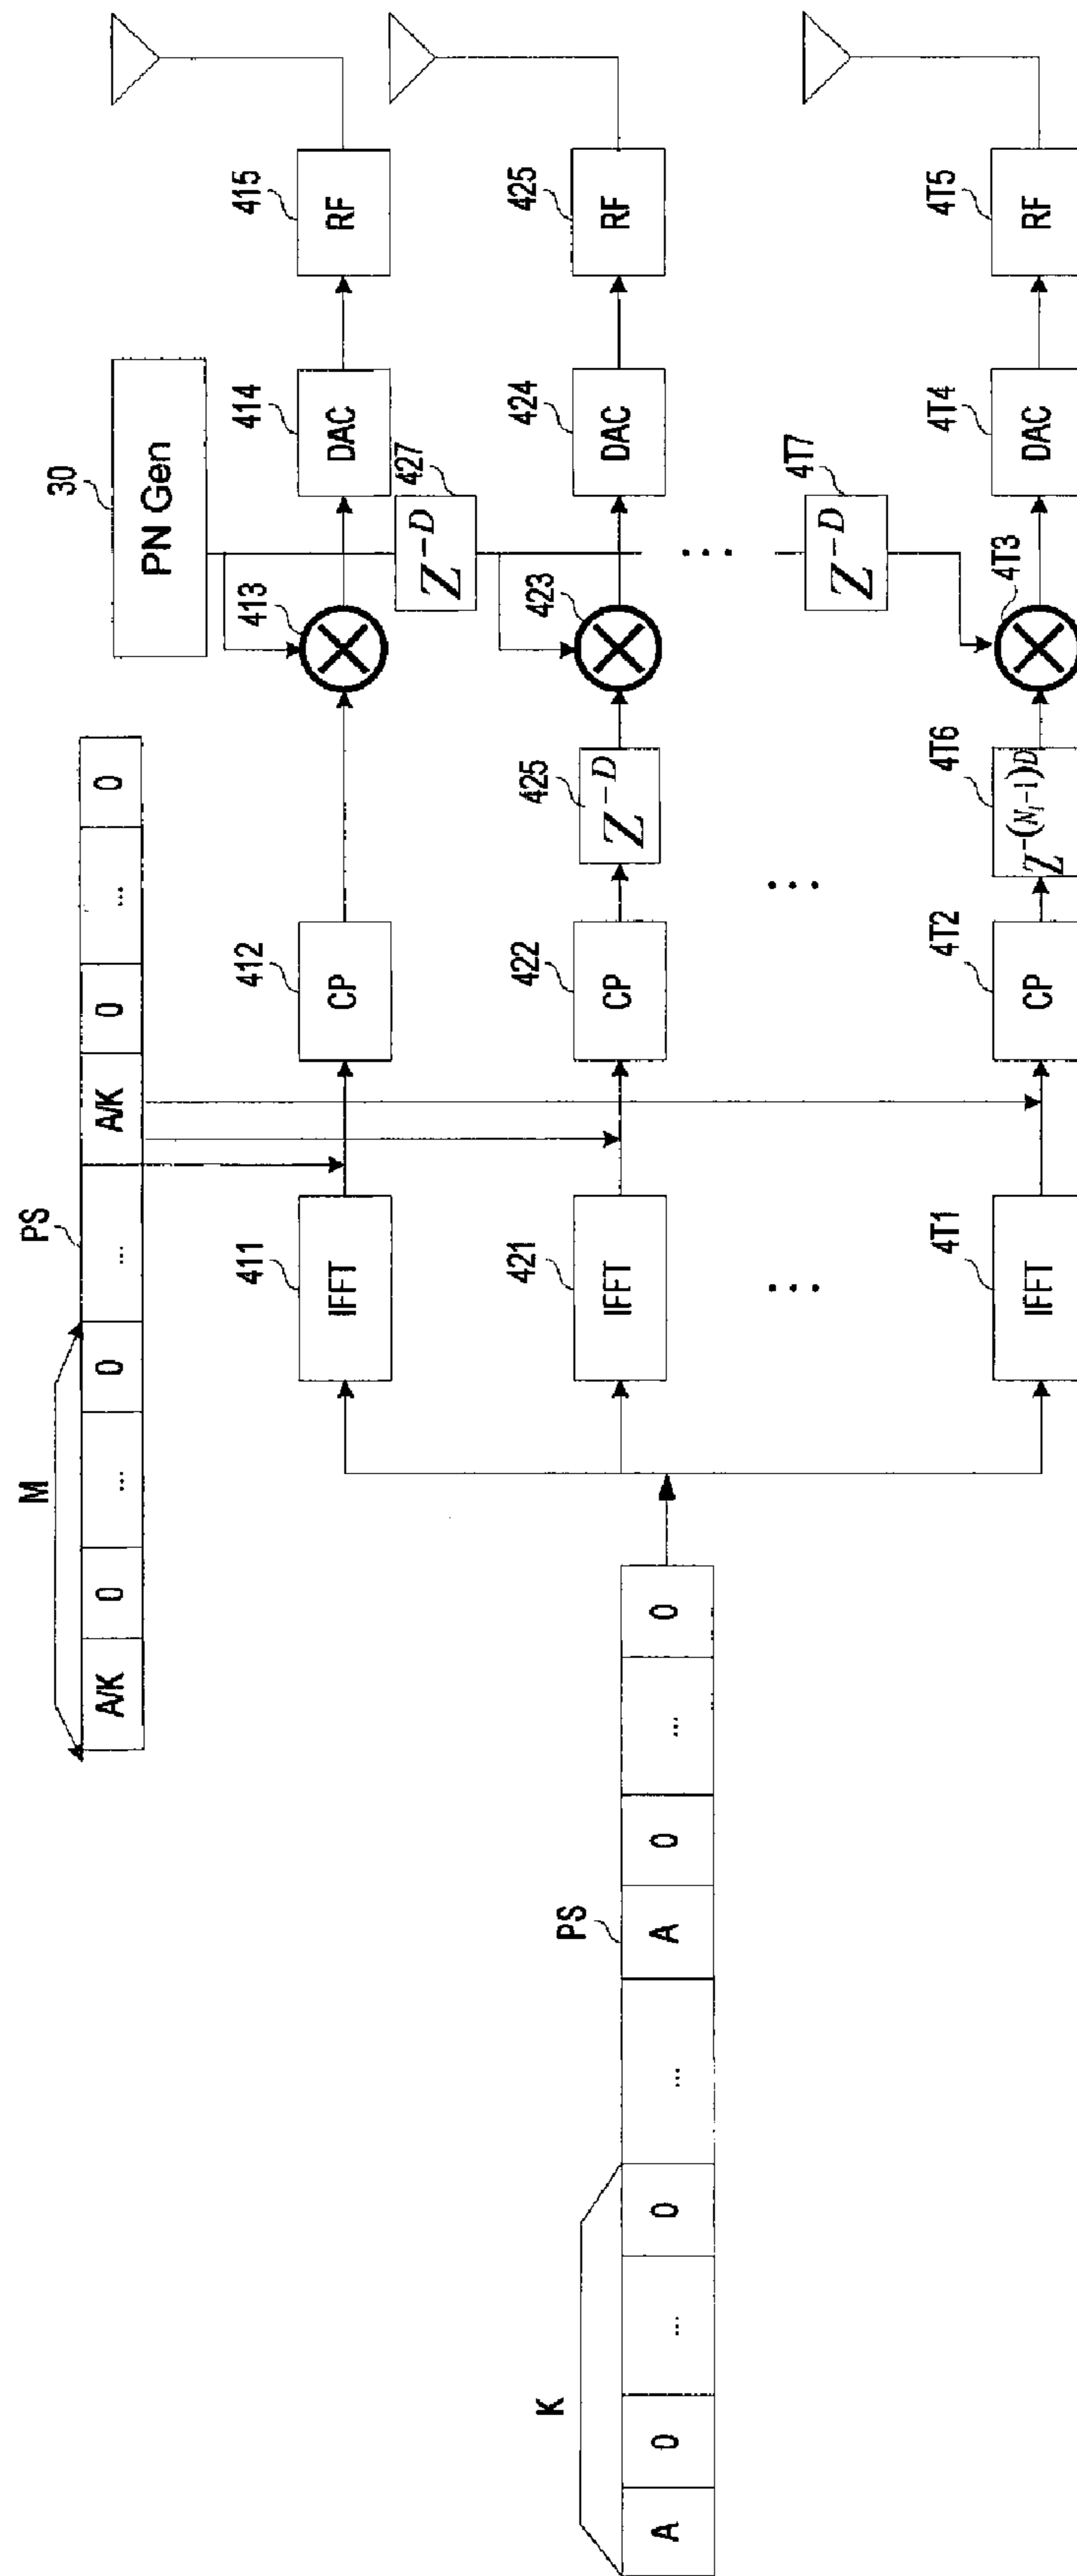 M
PS
A/K 0 ... 0 ... A/K 0 ... 0
30
PN Gen
411
IFFT
412
CP
413
414
DAC
415
RF
427
Z^{-D}
K
PS
A 0 ... 0 ... A 0 ... 0
421
IFFT
422
CP
425
Z^{-D}
423
424
DAC
425
RF
... ... ...
4T7
Z^{-D}
4T1
IFFT
4T2
CP
4T6
Z^{-(N_t-1)D}
4T3
4T4
DAC
4T5
RF